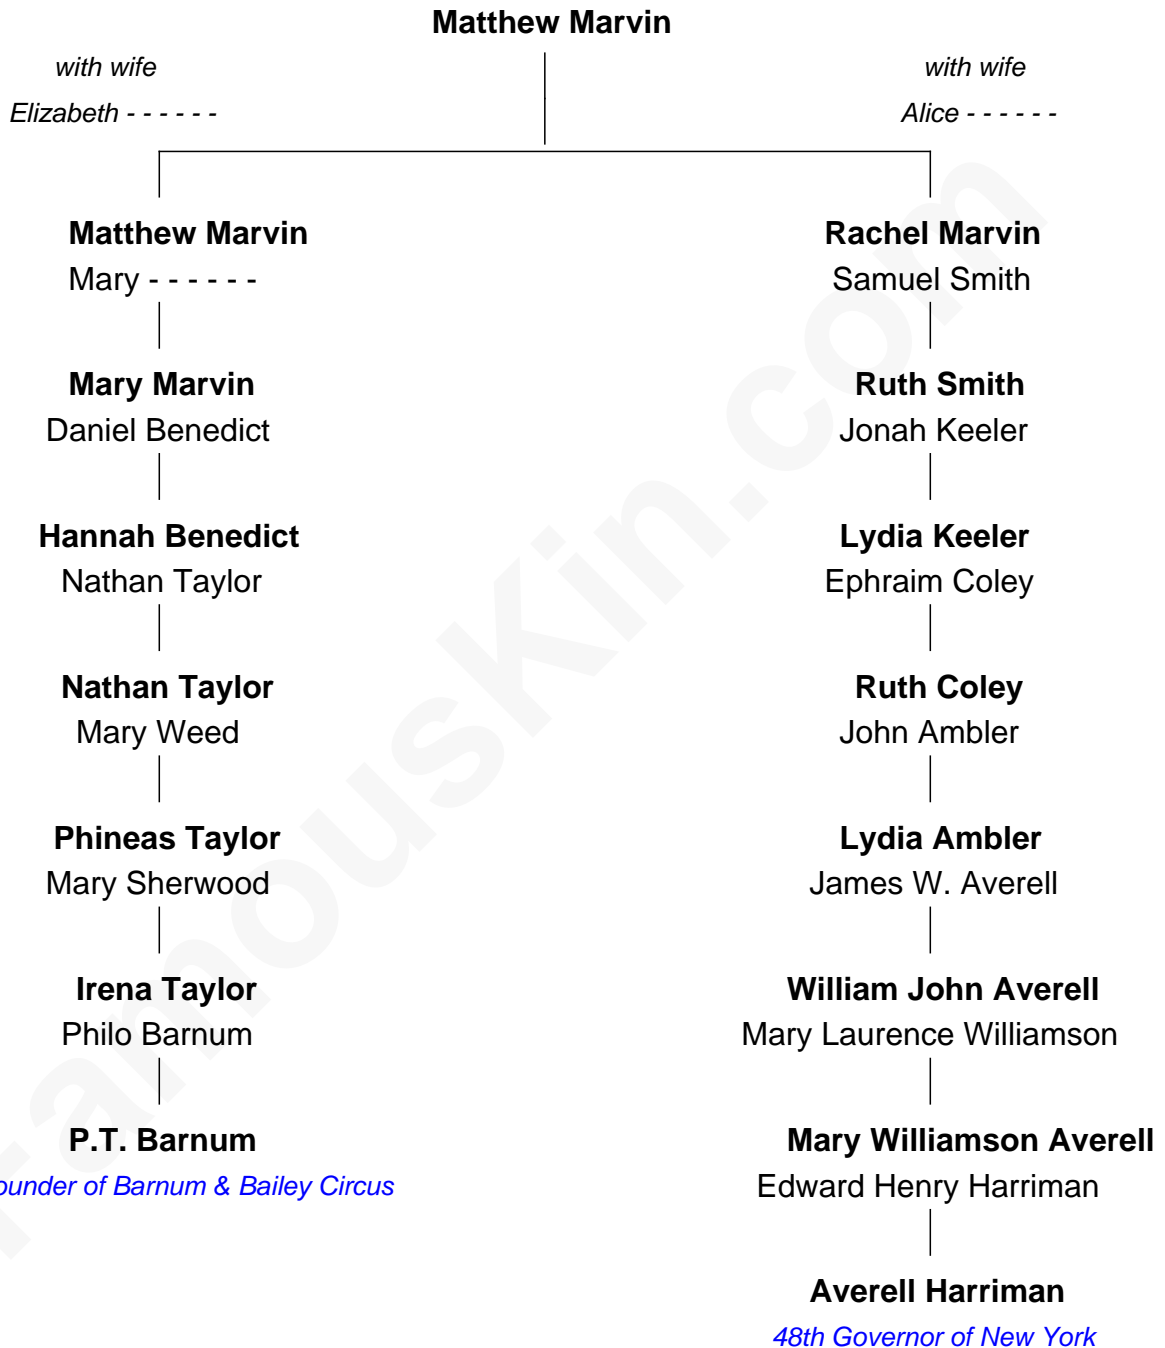 Matthew Marvin
with wife
Elizabeth - - - - - -
with wife
Alice - - - - - -
Matthew Marvin
Mary - - - - - -
Mary Marvin
Daniel Benedict
Hannah Benedict
Nathan Taylor
Nathan Taylor
Mary Weed
Phineas Taylor
Mary Sherwood
Irena Taylor
Philo Barnum
P.T. Barnum
ounder of Barnum & Bailey Circus
Rachel Marvin
Samuel Smith
Ruth Smith
Jonah Keeler
Lydia Keeler
Ephraim Coley
Ruth Coley
John Ambler
Lydia Ambler
James W. Averell
William John Averell
Mary Laurence Williamson
Mary Williamson Averell
Edward Henry Harriman
Averell Harriman
48th Governor of New York
FamousKin.com